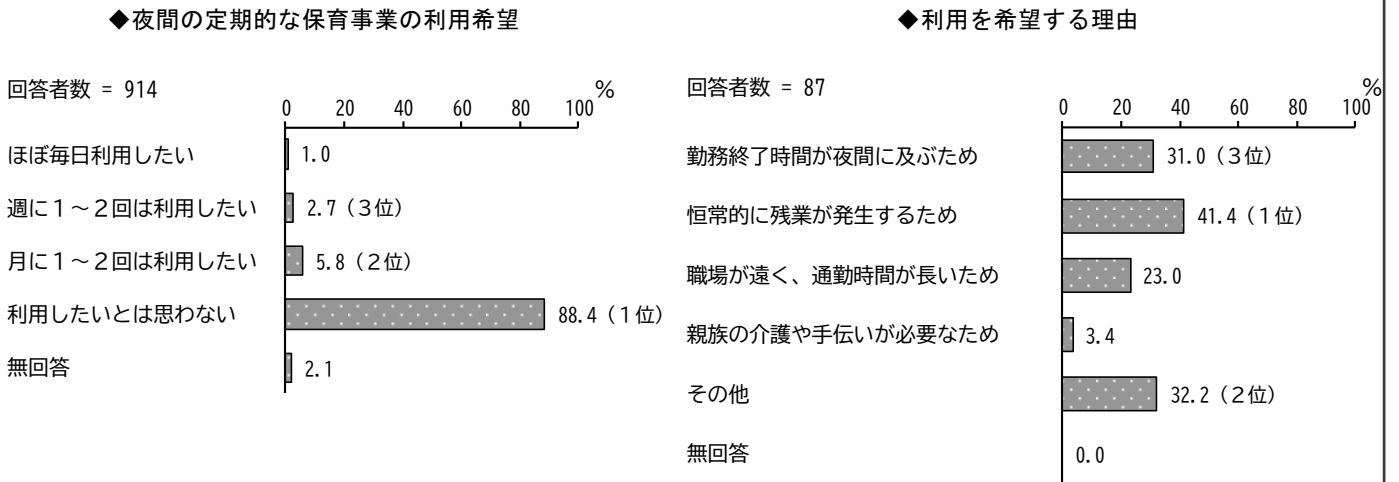 ◆夜間の定期的な保育事業の利用希望
回答者数 = 914
%
0 20 40 60 80 100
ほぼ毎日利用したい 1.0
週に1~2回は利用したい 2.7(3位)
月に1~2回は利用したい 5.8(2位)
利用したいとは思わない 88.4(1位)
無回答 2.1
◆利用を希望する理由
回答者数 = 87
%
0 20 40 60 80 100
勤務終了時間が夜間に及ぶため 31.0(3位)
恒常的に残業が発生するため 41.4(1位)
職場が遠く、通勤時間が長いため 23.0
親族の介護や手伝いが必要なため 3.4
その他 32.2(2位)
無回答 0.0